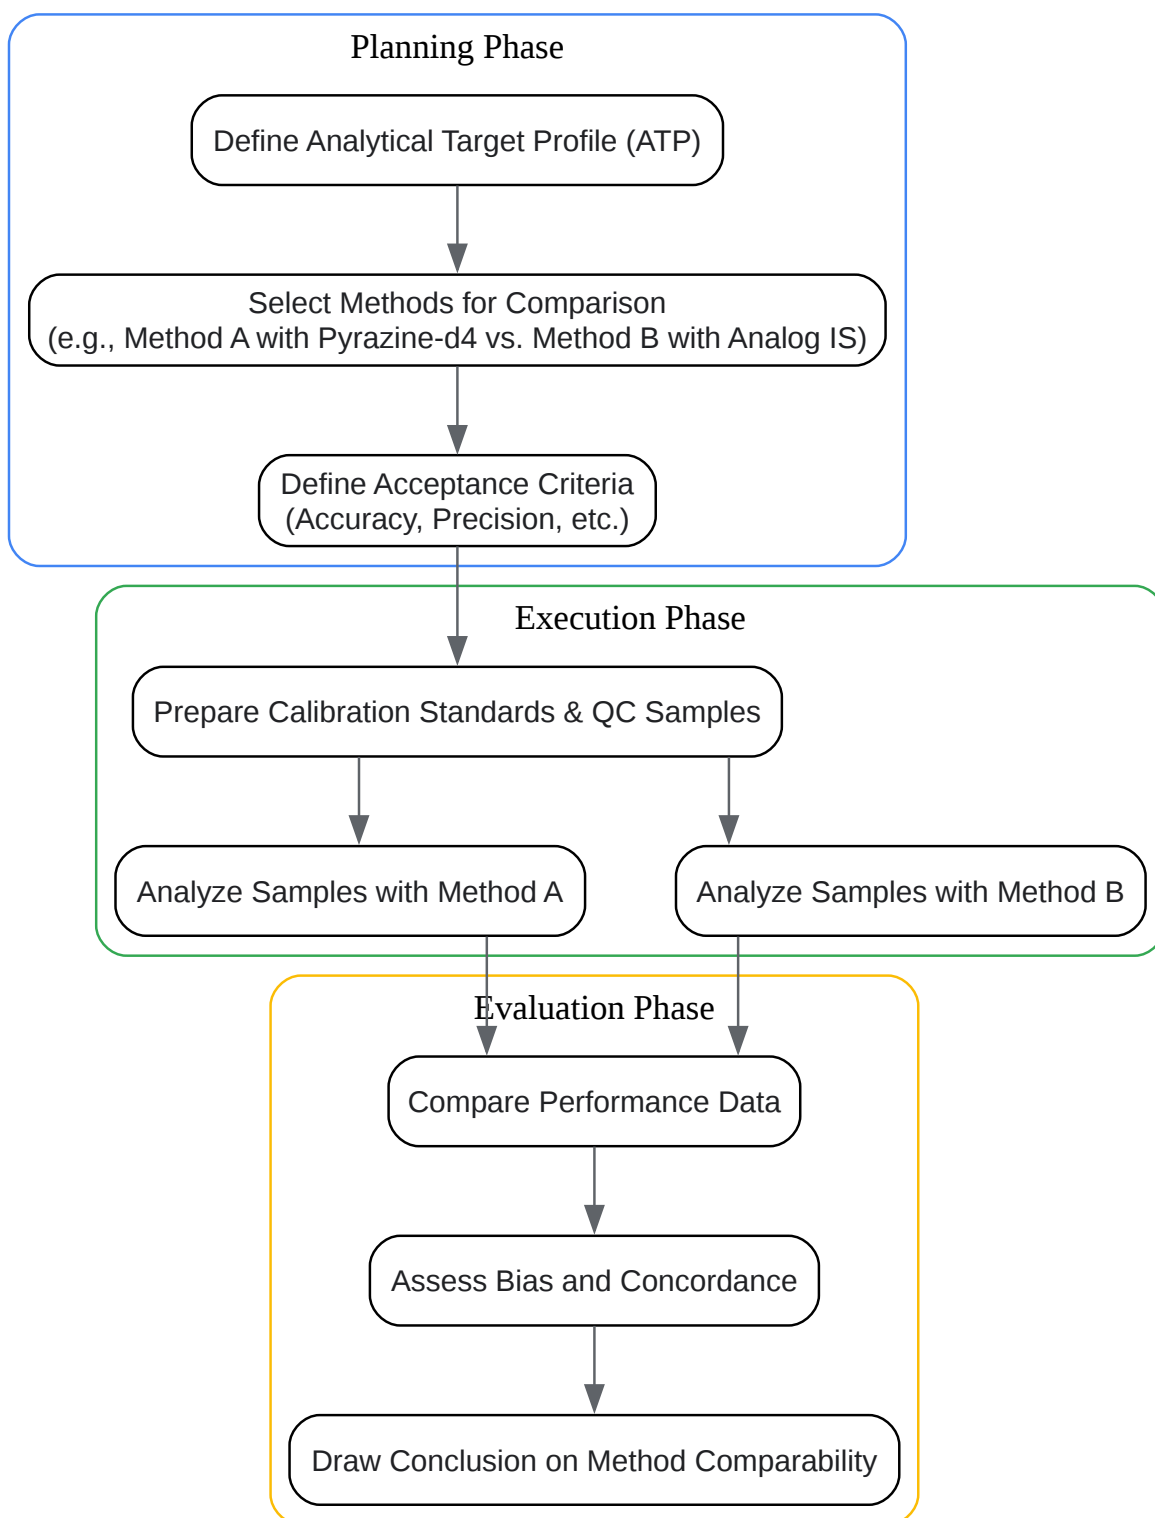 Planning Phase
Define Analytical Target Profile (ATP)
Select Methods for Comparison
(e.g., Method A with Pyrazine-d4 vs. Method B with Analog IS)
Define Acceptance Criteria
(Accuracy, Precision, etc.)
Execution Phase
Prepare Calibration Standards & QC Samples
Analyze Samples with Method A
Analyze Samples with Method B
Evaluation Phase
Compare Performance Data
Assess Bias and Concordance
Draw Conclusion on Method Comparability